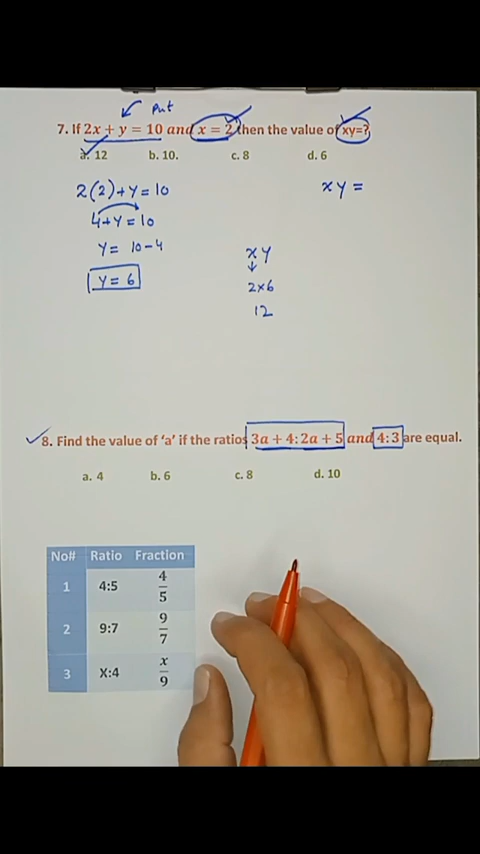 put
7. If 2x + y = 10 and x = 2 then the value of xy=?
a. 12 b. 10. c. 8 d. 6
2(2)+y=10
4+y=10
y= 10-4
y= 6
xy =
xy
2×6
12
8. Find the value of ‘a’ if the ratios 3a + 4: 2a + 5 and 4: 3 are equal.
a. 4 b. 6 c. 8 d. 10
No# Ratio Fraction
1 4:5 4/5
2 9:7 9/7
3 X:4 x/9